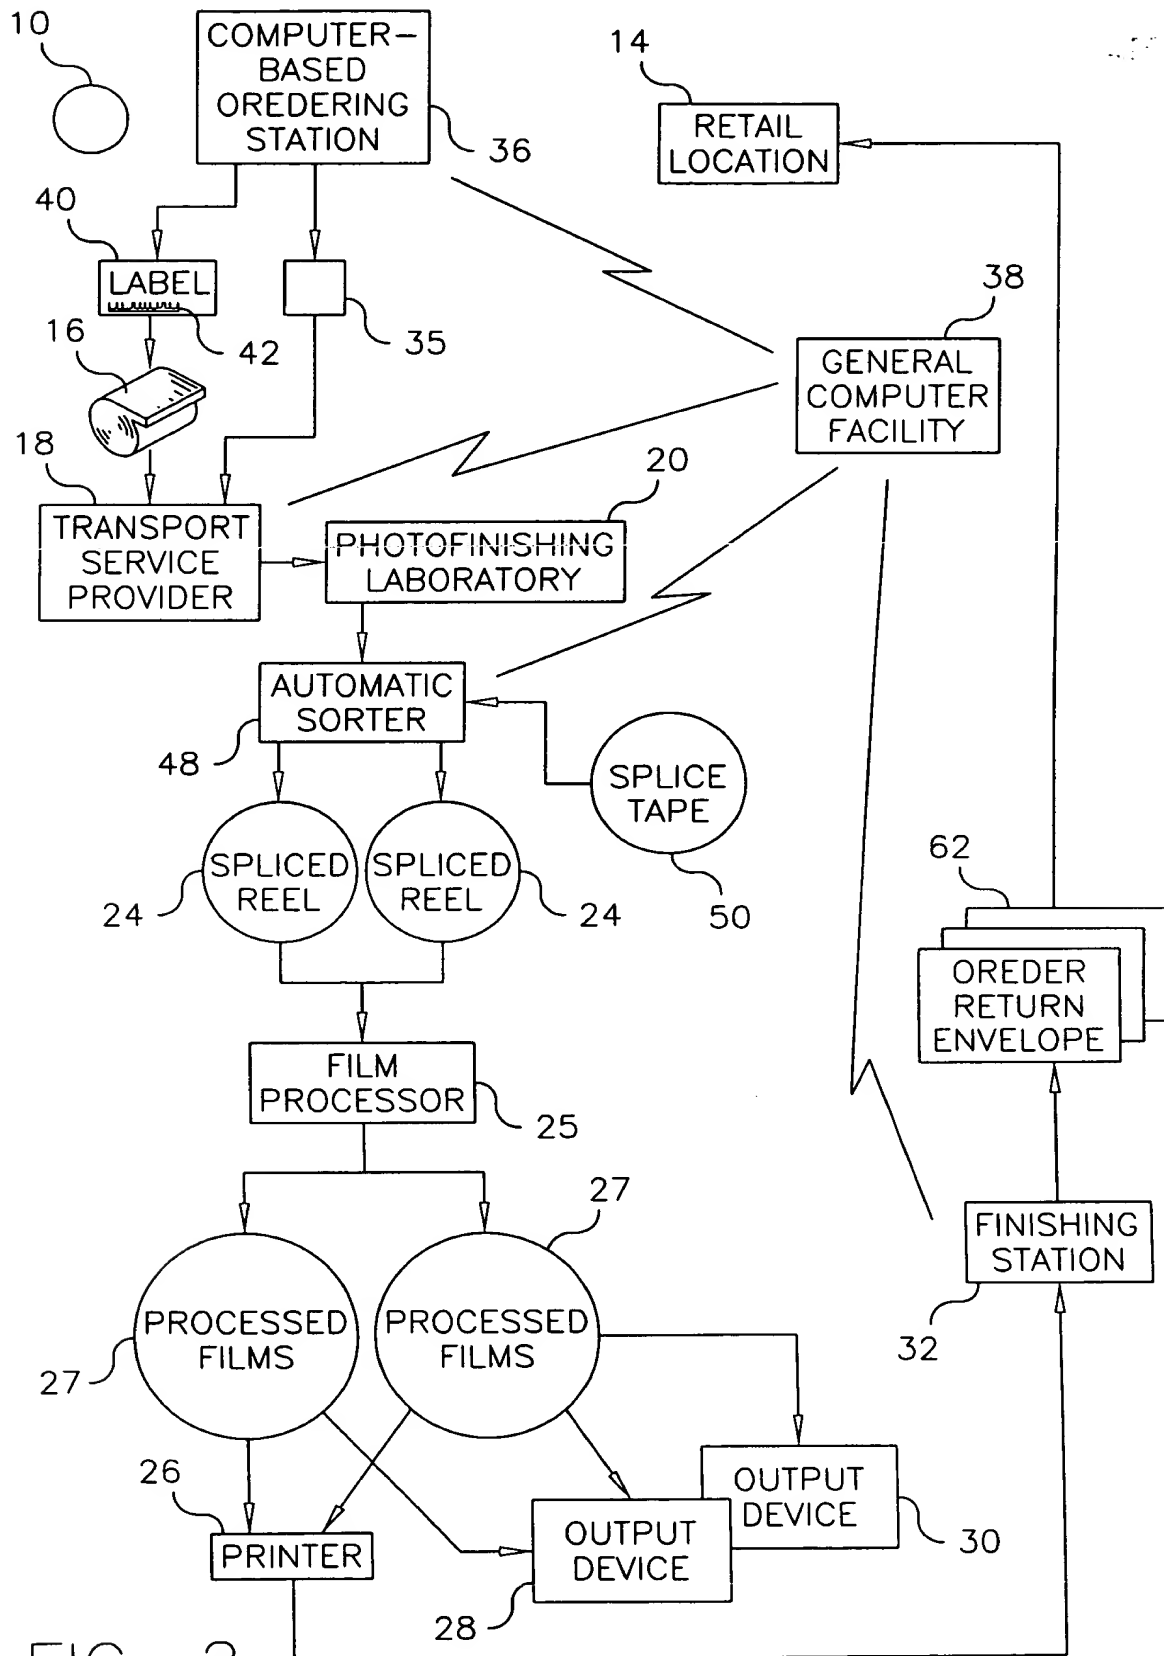 10
COMPUTER-
BASED
OREDERING
STATION
36
14
RETAIL
LOCATION
40
LABEL
42
35
16
38
GENERAL
COMPUTER
FACILITY
18
TRANSPORT
SERVICE
PROVIDER
20
PHOTOFINISHING
LABORATORY
AUTOMATIC
SORTER
48
SPLICE
TAPE
50
SPLICED
REEL
24
SPLICED
REEL
24
62
OREDER
RETURN
ENVELOPE
FILM
PROCESSOR
25
27
PROCESSED
FILMS
27
PROCESSED
FILMS
FINISHING
STATION
32
26
PRINTER
OUTPUT
DEVICE
28
OUTPUT
DEVICE
30